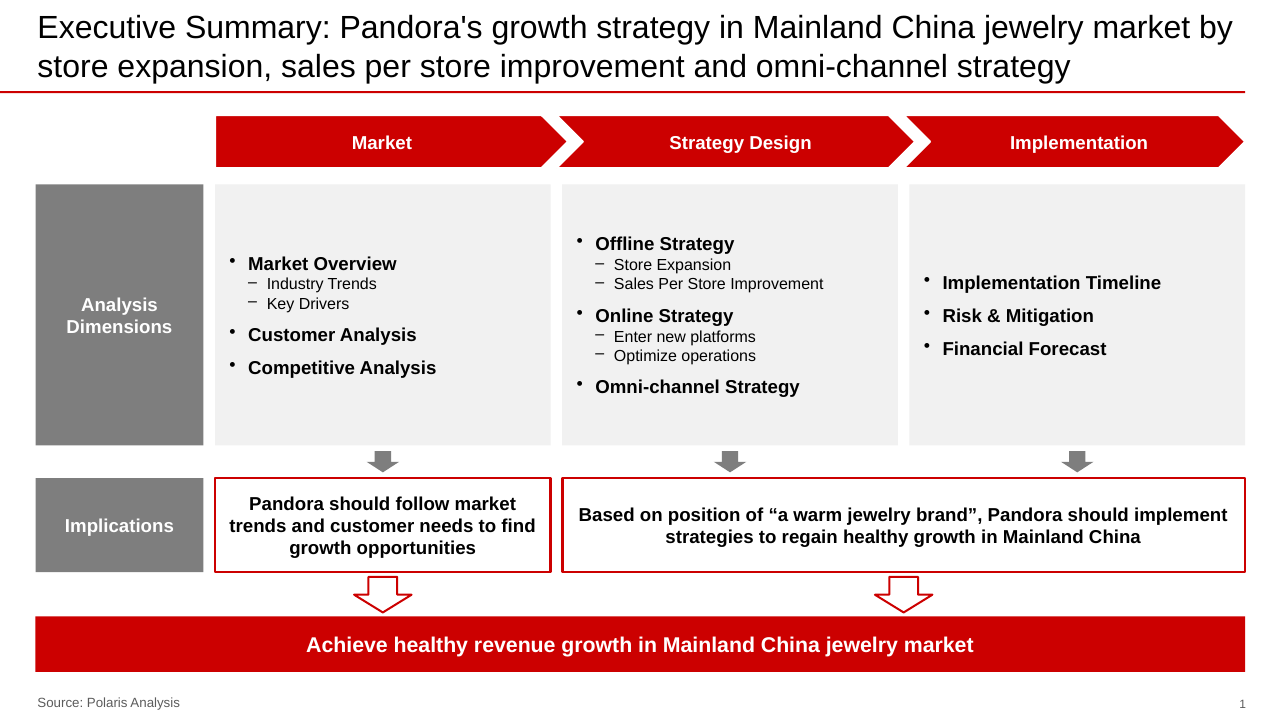 Executive Summary: Pandora's growth strategy in Mainland China jewelry market by
store expansion, sales per store improvement and omni-channel strategy
Market
Strategy Design
Implementation
Analysis
Dimensions
• Market Overview
– Industry Trends
– Key Drivers
• Customer Analysis
• Competitive Analysis
• Offline Strategy
– Store Expansion
– Sales Per Store Improvement
• Online Strategy
– Enter new platforms
– Optimize operations
• Omni-channel Strategy
• Implementation Timeline
• Risk & Mitigation
• Financial Forecast
Implications
Pandora should follow market
trends and customer needs to find
growth opportunities
Based on position of “a warm jewelry brand”, Pandora should implement
strategies to regain healthy growth in Mainland China
Achieve healthy revenue growth in Mainland China jewelry market
Source: Polaris Analysis
1